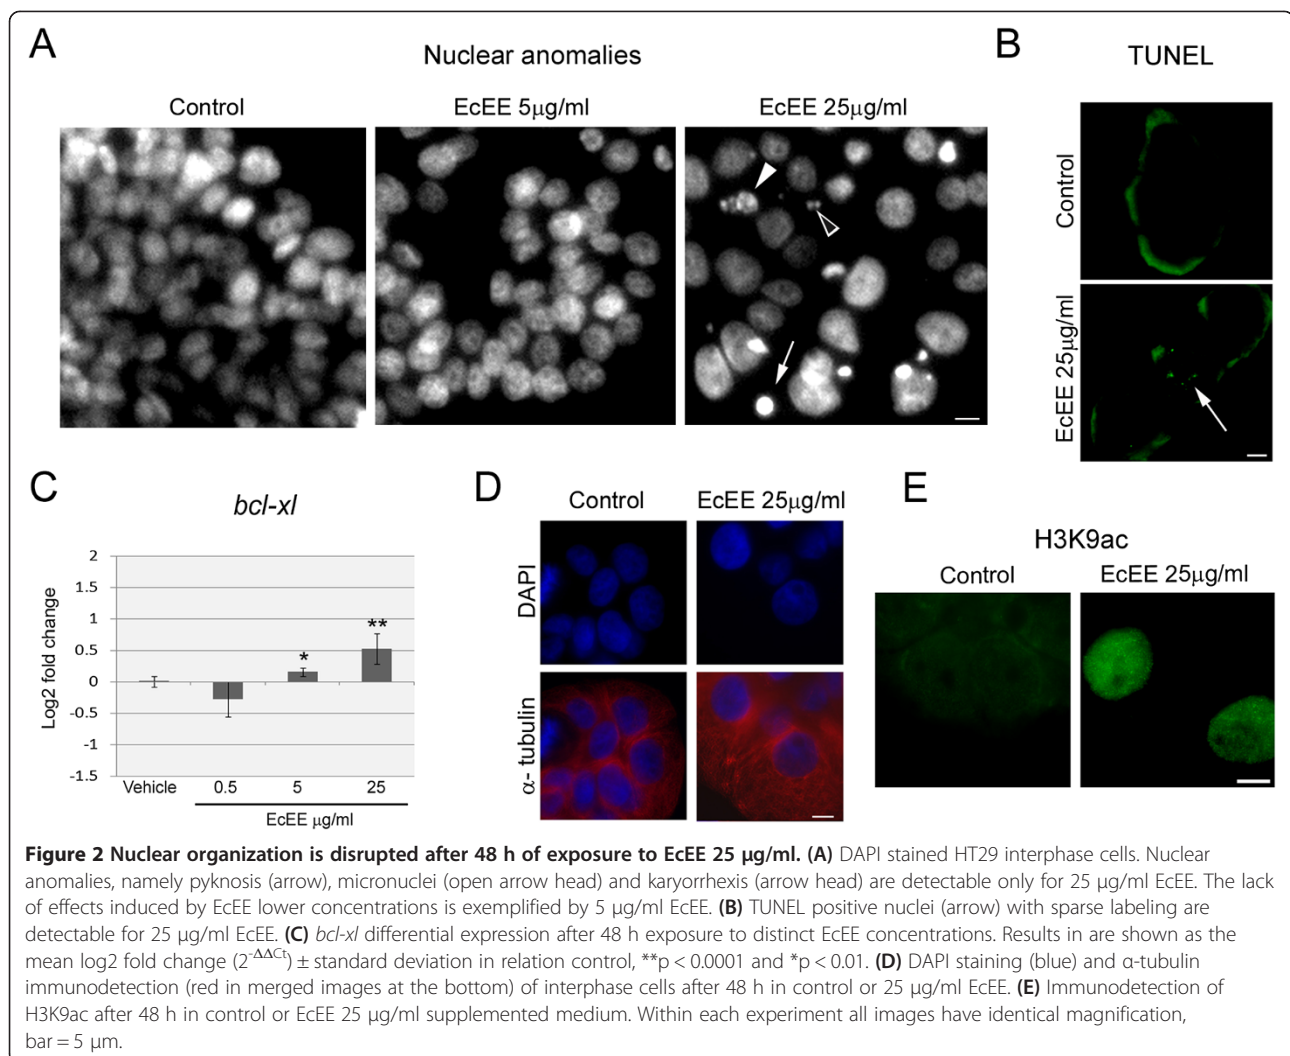 A
Nuclear anomalies
Control
EcEE 5µg/ml
EcEE 25µg/ml
B
TUNEL
Control
EcEE 25µg/ml
C
bcl-xl
Log2 fold change
2
1.5
1
0.5
0
-0.5
-1
-1.5
*
**
Vehicle 0.5 5 25
EcEE µg/ml
D
Control
EcEE 25µg/ml
DAPI
α- tubulin
E
H3K9ac
Control
EcEE 25µg/ml
Figure 2 Nuclear organization is disrupted after 48 h of exposure to EcEE 25 µg/ml. (A) DAPI stained HT29 interphase cells. Nuclear
anomalies, namely pyknosis (arrow), micronuclei (open arrow head) and karyorrhexis (arrow head) are detectable only for 25 µg/ml EcEE. The lack
of effects induced by EcEE lower concentrations is exemplified by 5 µg/ml EcEE. (B) TUNEL positive nuclei (arrow) with sparse labeling are
detectable for 25 µg/ml EcEE. (C) bcl-xl differential expression after 48 h exposure to distinct EcEE concentrations. Results in are shown as the
mean log2 fold change (2-ΔΔCt) ± standard deviation in relation control, **p < 0.0001 and *p < 0.01. (D) DAPI staining (blue) and α-tubulin
immunodetection (red in merged images at the bottom) of interphase cells after 48 h in control or 25 µg/ml EcEE. (E) Immunodetection of
H3K9ac after 48 h in control or EcEE 25 µg/ml supplemented medium. Within each experiment all images have identical magnification,
bar = 5 µm.